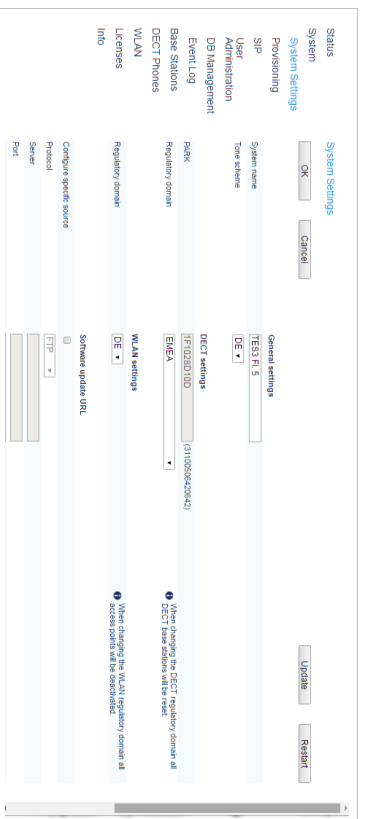 Status
System
System Settings
Provisioning
SIP
User
Administration
DB Management
Event Log
Base Stations
DECT Phones
WLAN
Licenses
Info
System Settings
OK
Cancel
Update
Restart
General settings
System name
TES3 Fl. 5
Tone scheme
DE
DECT settings
PARK
1F1028D10D
(31100506420642)
Regulatory domain
EMEA
When changing the DECT regulatory domain all
DECT base stations will be reset.
WLAN settings
Regulatory domain
DE
When changing the WLAN regulatory domain all
access points will be deactivated.
Software update URL
Configure specific source
Protocol
FTP
Server
Port